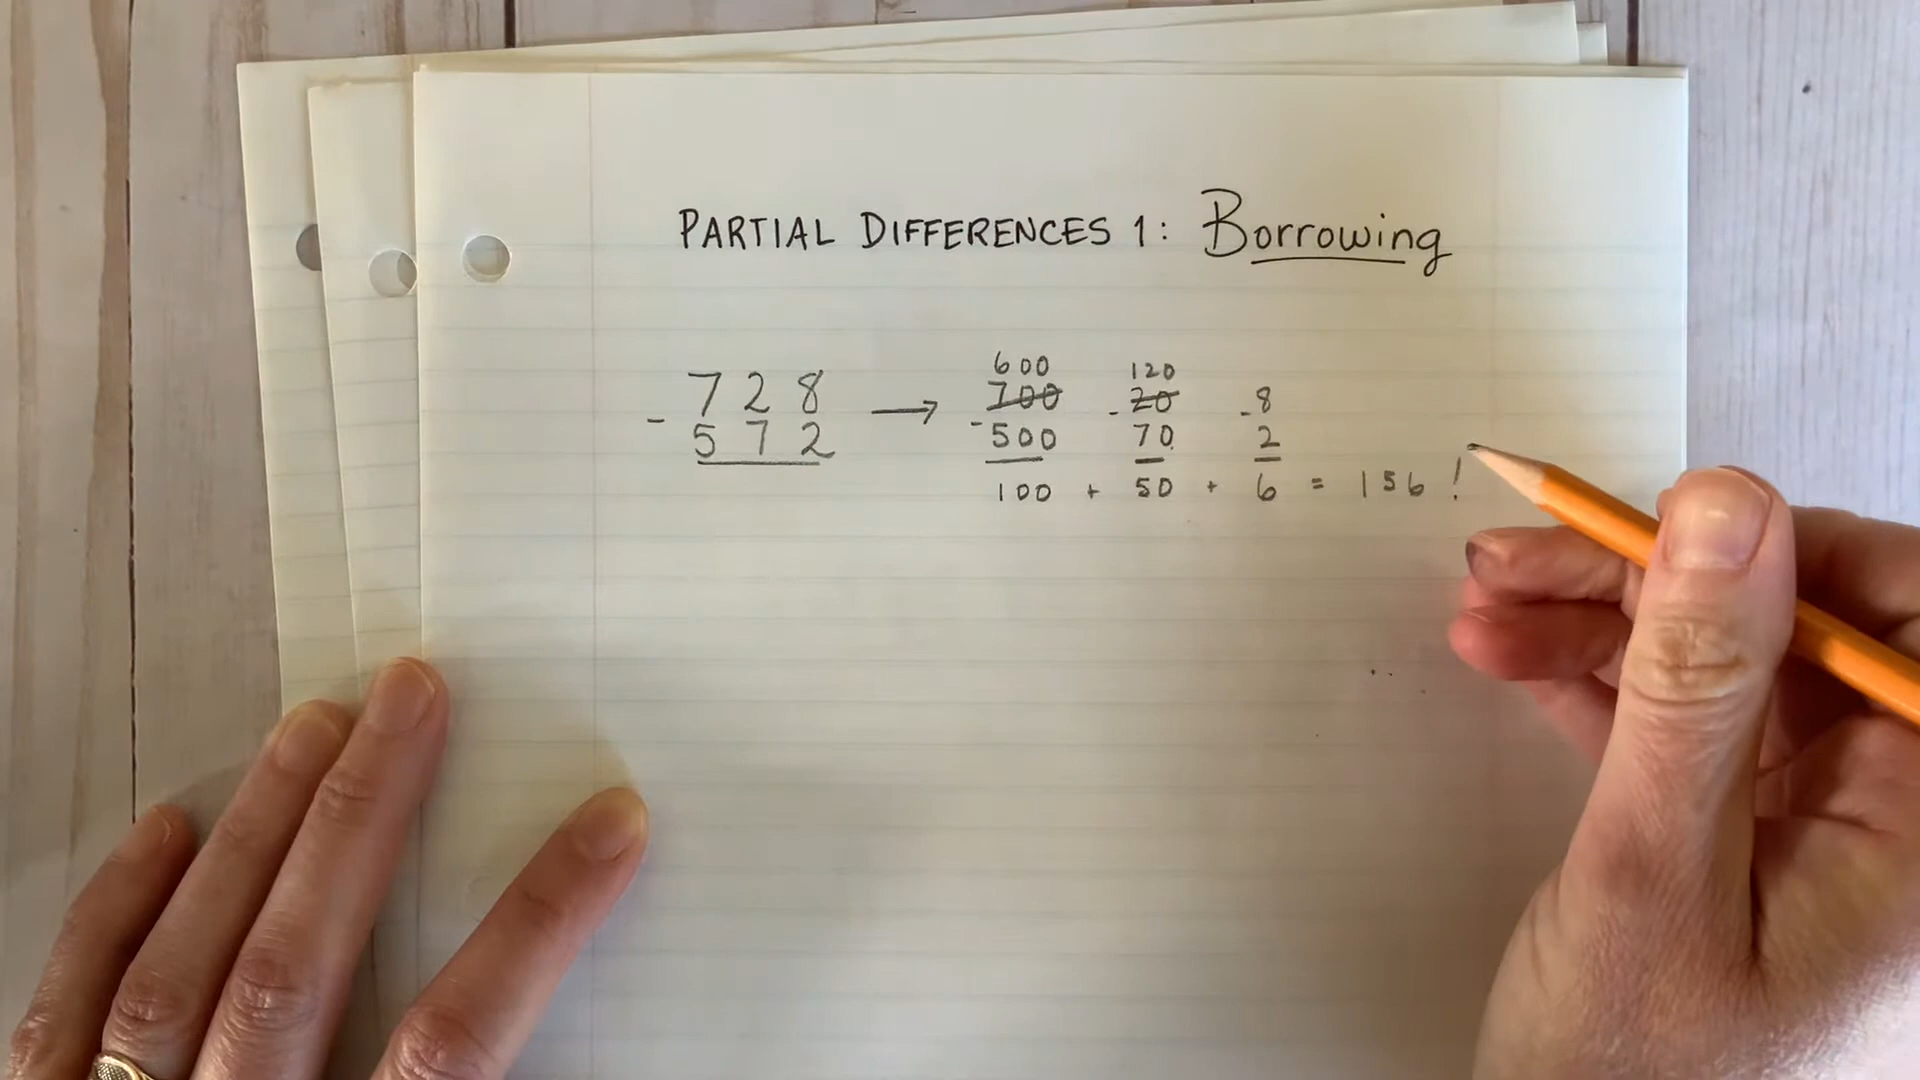 PARTIAL DIFFERENCES 1: Borrowing
600 120
728 → 700 - 20 - 8
- 572 - 500 70 2
100 + 50 + 6 = 156!